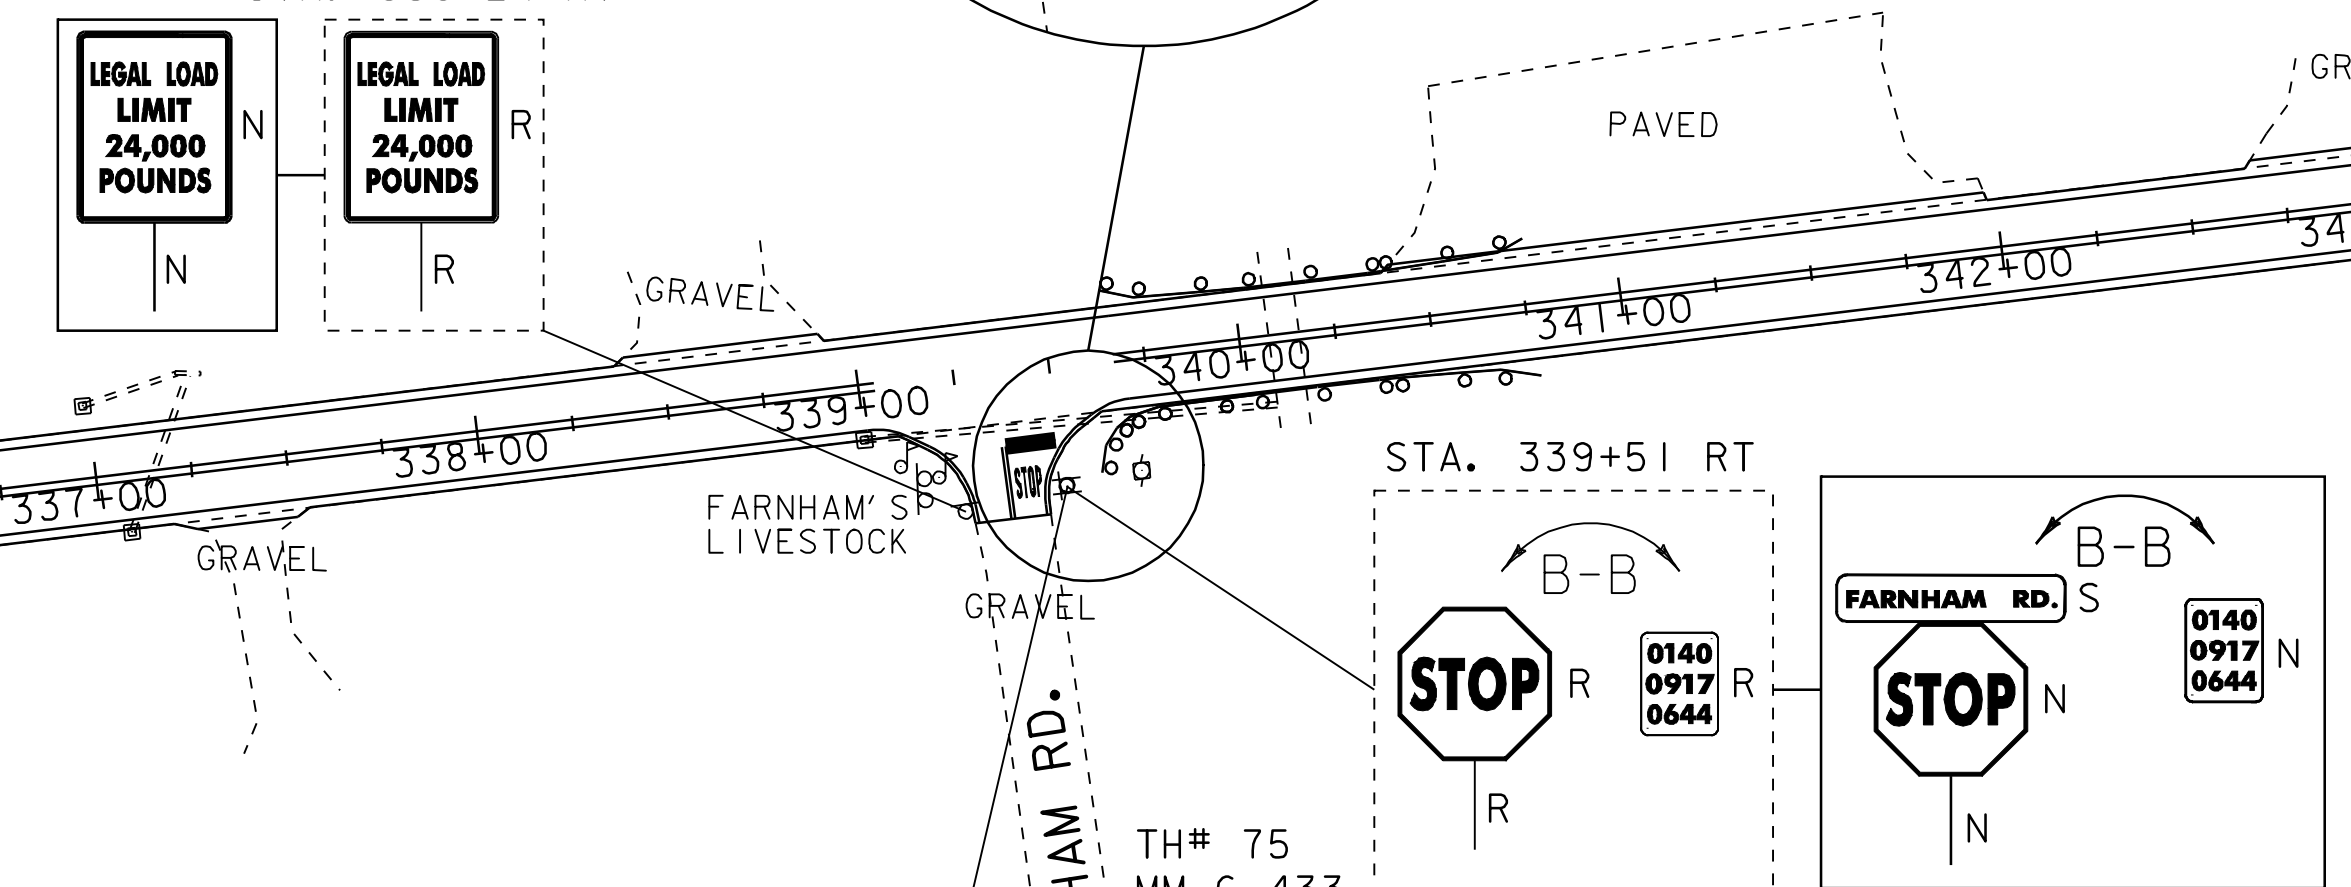 LEGAL LOAD
LIMIT
24,000
POUNDS
N
N
LEGAL LOAD
LIMIT
24,000
POUNDS
R
R
PAVED
GR
GRAVEL
337+00
338+00
339+00
340+00
341+00
342+00
34
GRAVEL
FARNHAM'S
LIVESTOCK
STOP
GRAVEL
HAM RD.
TH# 75
STA. 339+51 RT
B-B
STOP
R
0140
0917
0644
R
R
B-B
FARNHAM RD.
S
STOP
N
0140
0917
0644
N
N